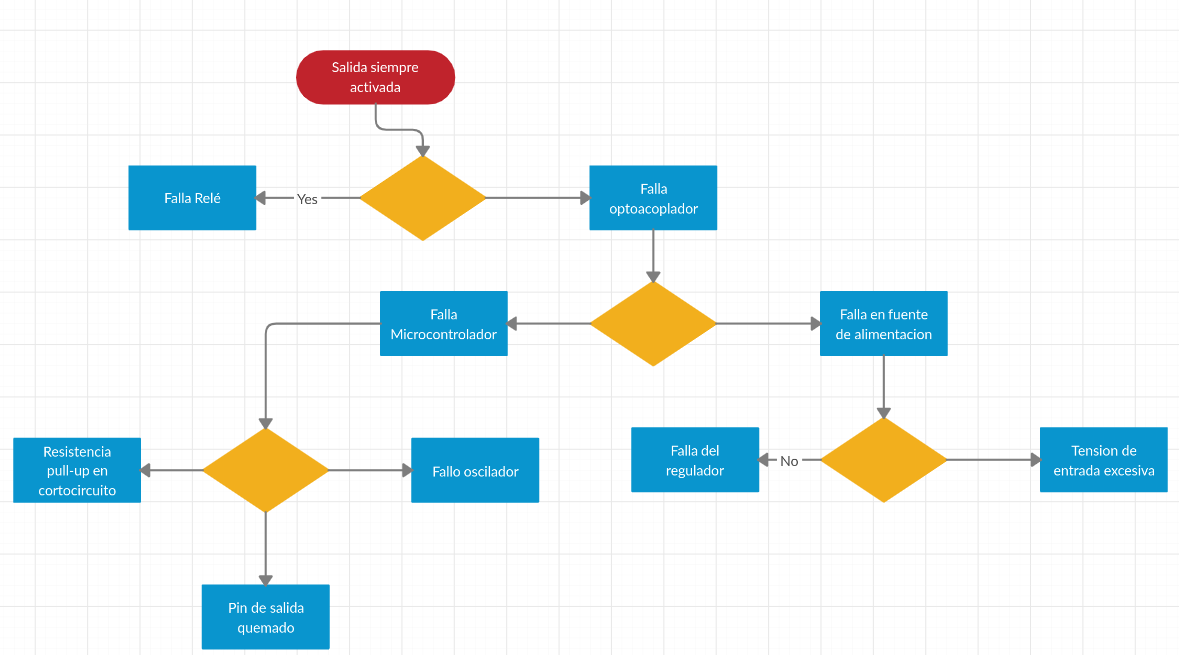 Salida siempre
activada
Falla Relé
Yes
Falla
optoacoplador
Falla
Microcontrolador
Falla en fuente
de alimentacion
Resistencia
pull-up en
cortocircuito
Fallo oscilador
Falla del
regulador
No
Tension de
entrada excesiva
Pin de salida
quemado